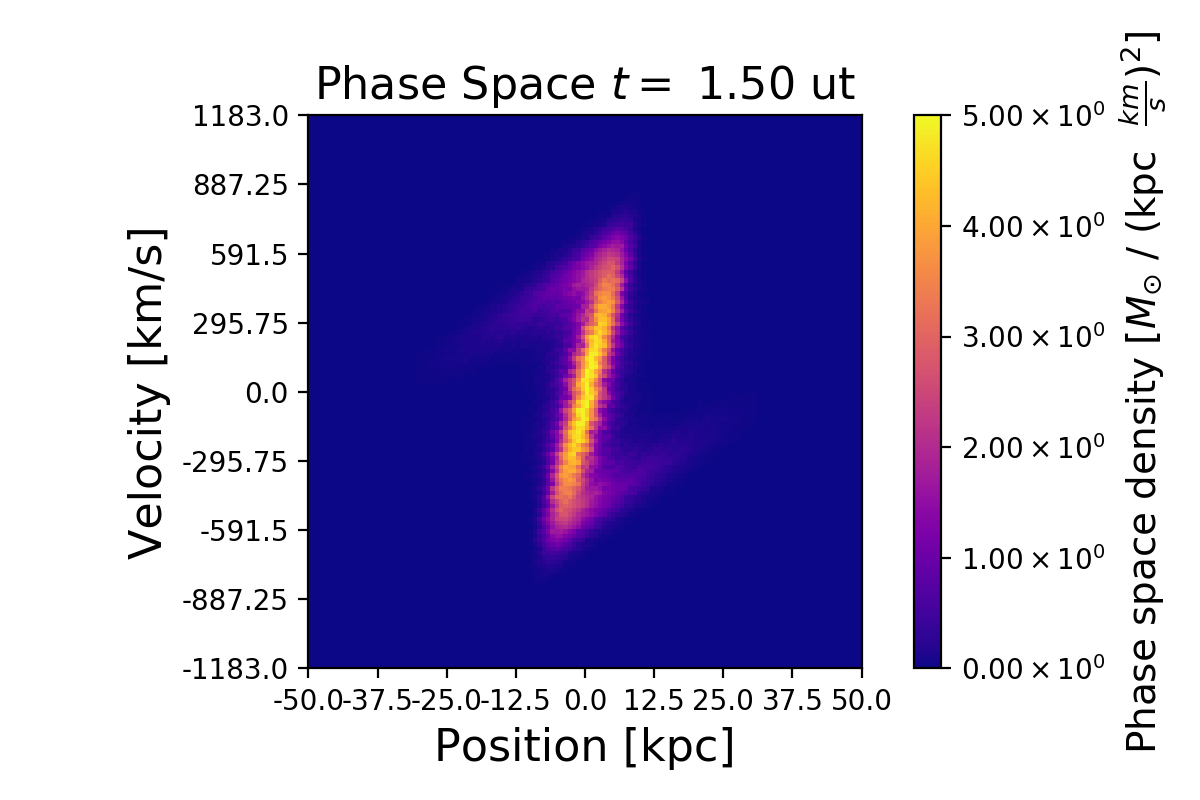 Phase Space t = 1.50 ut
1183.0
887.25
591.5
295.75
0.0
-295.75
-591.5
-887.25
-1183.0
Velocity [km/s]
-50.0 -37.5 -25.0 -12.5 0.0 12.5 25.0 37.5 50.0
Position [kpc]
5.00 × 10⁰
4.00 × 10⁰
3.00 × 10⁰
2.00 × 10⁰
1.00 × 10⁰
0.00 × 10⁰
Phase space density [M☉ / (kpc km/s)²]